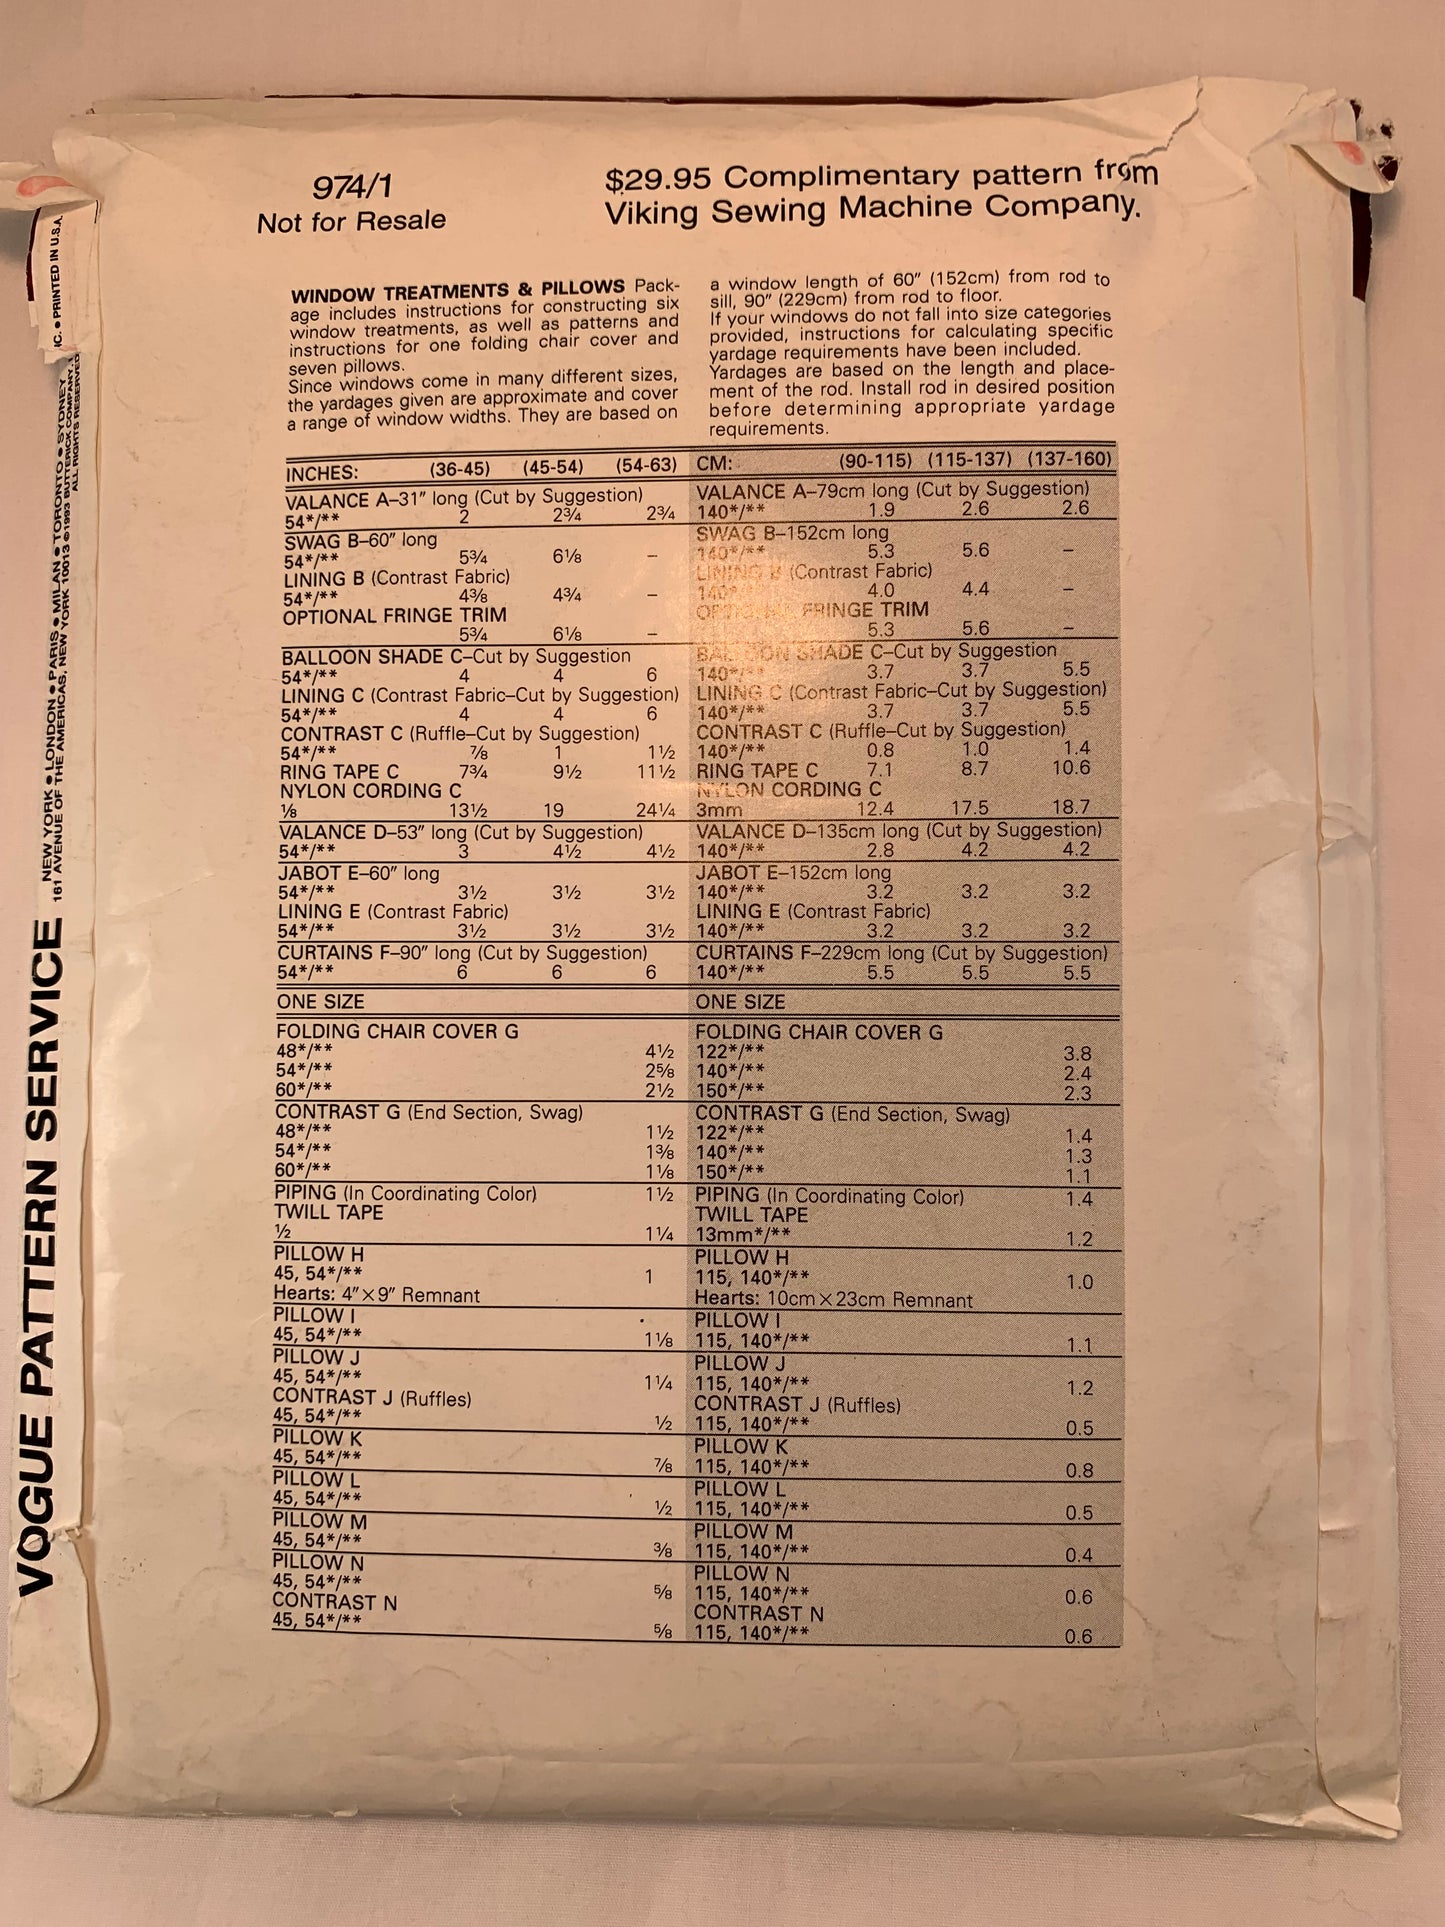 974/1
Not for Resale
$29.95 Complimentary pattern from
Viking Sewing Machine Company.
WINDOW TREATMENTS & PILLOWS Pack-
age includes instructions for constructing six
window treatments, as well as patterns and
instructions for one folding chair cover and
seven pillows.
Since windows come in many different sizes,
the yardages given are approximate and cover
a range of window widths. They are based on
a window length of 60″ (152cm) from rod to
sill, 90″ (229cm) from rod to floor.
If your windows do not fall into size categories
provided, instructions for calculating specific
yardage requirements have been included.
Yardages are based on the length and place-
ment of the rod. Install rod in desired position
before determining appropriate yardage
requirements.
INCHES: (36-45) (45-54) (54-63)
VALANCE A–31″ long (Cut by Suggestion)
54*/** 2 2¾ 2¾
SWAG B–60″ long
54*/** 5¾ 6⅛ –
LINING B (Contrast Fabric)
54*/** 4⅜ 4¾ –
OPTIONAL FRINGE TRIM
5¾ 6⅛ –
BALLOON SHADE C–Cut by Suggestion
54*/** 4 4 6
LINING C (Contrast Fabric–Cut by Suggestion)
54*/** 4 4 6
CONTRAST C (Ruffle–Cut by Suggestion)
54*/** ⅞ 1 1½
RING TAPE C 7¾ 9½ 11½
NYLON CORDING C
⅛ 13½ 19 24¼
VALANCE D–53″ long (Cut by Suggestion)
54*/** 3 4½ 4½
JABOT E–60″ long
54*/** 3½ 3½ 3½
LINING E (Contrast Fabric)
54*/** 3½ 3½ 3½
CURTAINS F–90″ long (Cut by Suggestion)
54*/** 6 6 6
ONE SIZE
FOLDING CHAIR COVER G
48*/** 4½
54*/** 2⅝
60*/** 2½
CONTRAST G (End Section, Swag)
48*/** 1½
54*/** 1⅜
60*/** 1⅛
PIPING (In Coordinating Color) 1½
TWILL TAPE
½ 1¼
PILLOW H
45, 54*/** 1
Hearts: 4″×9″ Remnant
PILLOW I
45, 54*/** 1⅛
PILLOW J
45, 54*/** 1¼
CONTRAST J (Ruffles)
45, 54*/** ½
PILLOW K
45, 54*/** ⅞
PILLOW L
45, 54*/** ½
PILLOW M
45, 54*/** ⅜
PILLOW N
45, 54*/** ⅝
CONTRAST N
45, 54*/** ⅝
CM: (90-115) (115-137) (137-160)
VALANCE A–79cm long (Cut by Suggestion)
140*/** 1.9 2.6 2.6
SWAG B–152cm long
140*/** 5.3 5.6 –
LINING B (Contrast Fabric)
140* 4.0 4.4 –
OPTIONAL FRINGE TRIM
5.3 5.6 –
BALLOON SHADE C–Cut by Suggestion
140*/** 3.7 3.7 5.5
LINING C (Contrast Fabric–Cut by Suggestion)
140*/** 3.7 3.7 5.5
CONTRAST C (Ruffle–Cut by Suggestion)
140*/** 0.8 1.0 1.4
RING TAPE C 7.1 8.7 10.6
NYLON CORDING C
3mm 12.4 17.5 18.7
VALANCE D–135cm long (Cut by Suggestion)
140*/** 2.8 4.2 4.2
JABOT E–152cm long
140*/** 3.2 3.2 3.2
LINING E (Contrast Fabric)
140*/** 3.2 3.2 3.2
CURTAINS F–229cm long (Cut by Suggestion)
140*/** 5.5 5.5 5.5
ONE SIZE
FOLDING CHAIR COVER G
122*/** 3.8
140*/** 2.4
150*/** 2.3
CONTRAST G (End Section, Swag)
122*/** 1.4
140*/** 1.3
150*/** 1.1
PIPING (In Coordinating Color) 1.4
TWILL TAPE
13mm*/** 1.2
PILLOW H
115, 140*/** 1.0
Hearts: 10cm×23cm Remnant
PILLOW I
115, 140*/** 1.1
PILLOW J
115, 140*/** 1.2
CONTRAST J (Ruffles)
115, 140*/** 0.5
PILLOW K
115, 140*/** 0.8
PILLOW L
115, 140*/** 0.5
PILLOW M
115, 140*/** 0.4
PILLOW N
115, 140*/** 0.6
CONTRAST N
115, 140*/** 0.6
VOGUE PATTERN SERVICE
NEW YORK • LONDON • PARIS • MILAN • TORONTO • SYDNEY
161 AVENUE OF THE AMERICAS, NEW YORK, NEW YORK 10013 ©1993 BUTTERICK COMPANY,
ALL RIGHTS RESERVED
• PRINTED IN U.S.A.